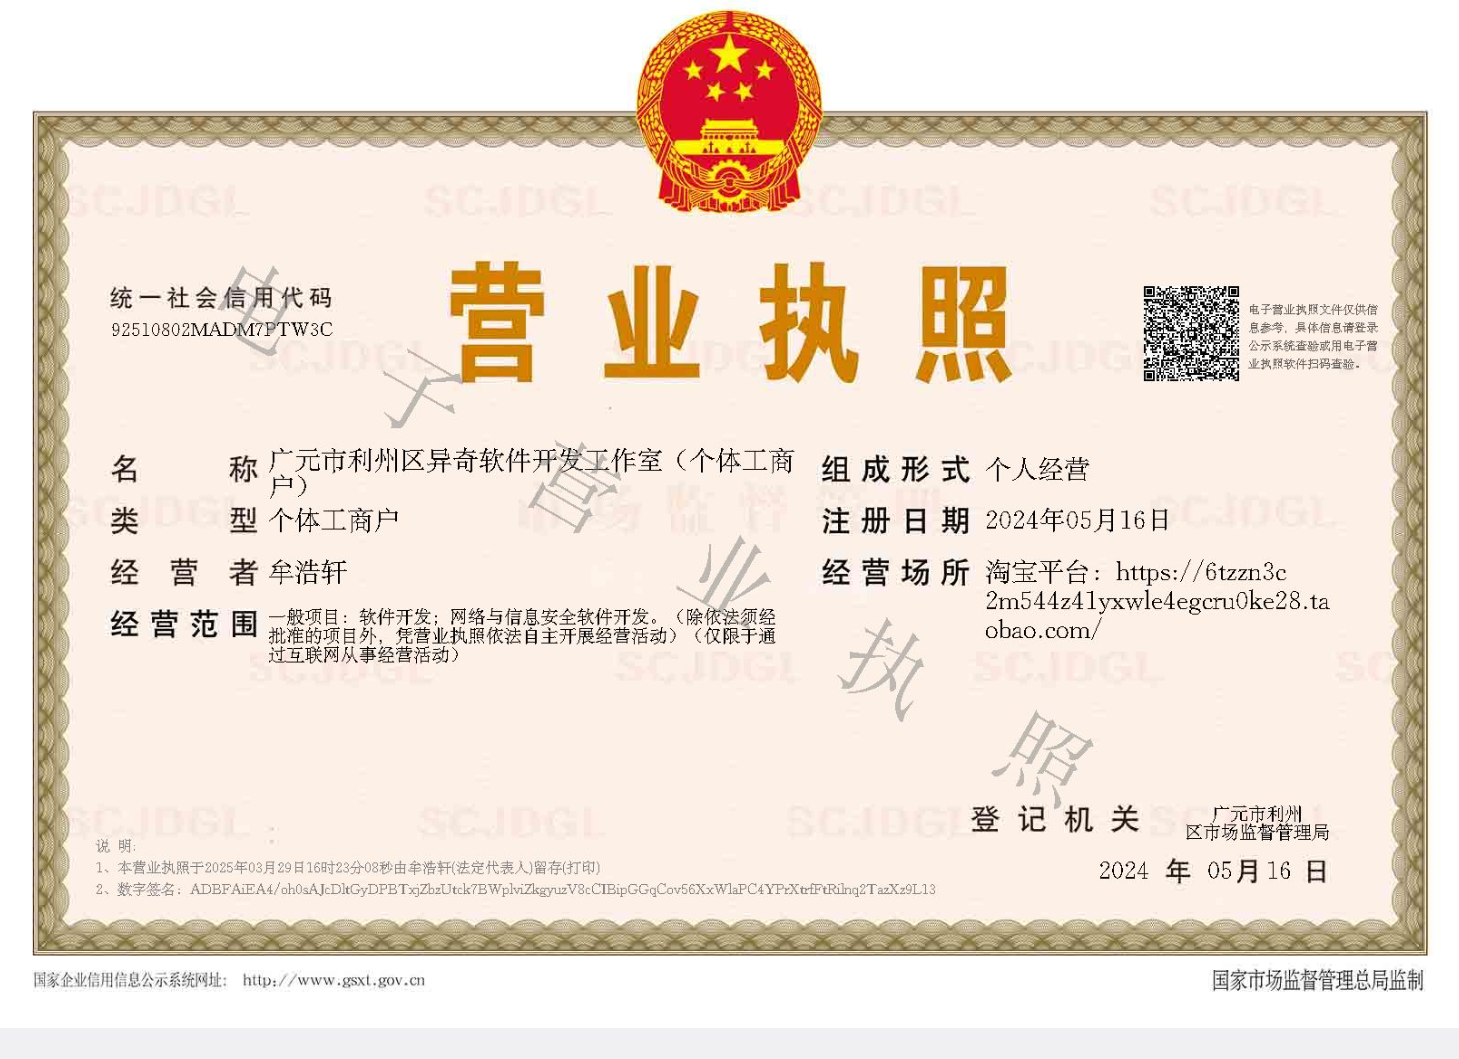 营业执照
统一社会信用代码
92510802MADM7PTW3C
电子营业执照文件仅供信
息参考，具体信息请登录
公示系统查验或用电子营
业执照软件扫码查验。
名 称 广元市利州区异奇软件开发工作室（个体工商
户）
类 型 个体工商户
经 营 者 牟浩轩
经营范围 一般项目：软件开发；网络与信息安全软件开发。（除依法须经
批准的项目外，凭营业执照依法自主开展经营活动）（仅限于通
过互联网从事经营活动）
组成形式 个人经营
注册日期 2024年05月16日
经营场所 淘宝平台：https://6tzzn3c
2m544z41yxwle4egcru0ke28.ta
obao.com/
电子营业执照
登记机关 广元市利州
区市场监督管理局
2024 年 05月16 日
说 明:
1、本营业执照于2025年03月29日16时23分08秒由牟浩轩(法定代表人)留存(打印)
2、数字签名：ADBFAiEA4/oh0sAJcDltGyDPBTxjZbzUtck7BWplviZkgyuzV8cCIBipGGqCov56XxWlaPC4YPrXtrfFtRilnq2TazXz9L13
国家企业信用信息公示系统网址： http://www.gsxt.gov.cn
国家市场监督管理总局监制